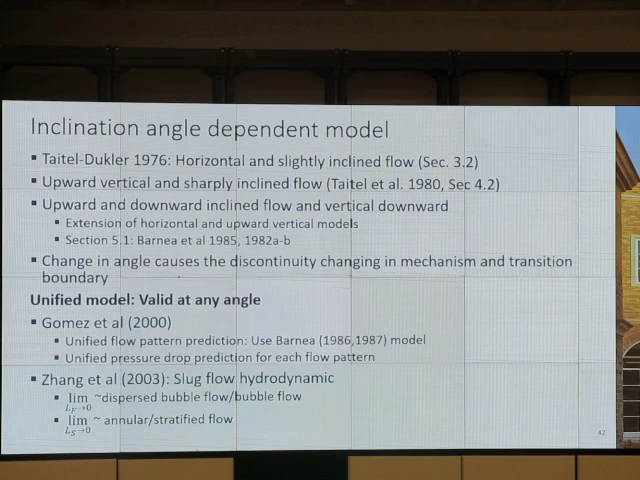 Inclination angle dependent model
▪ Taitel-Dukler 1976: Horizontal and slightly inclined flow (Sec. 3.2)
▪ Upward vertical and sharply inclined flow (Taitel et al. 1980, Sec 4.2)
▪ Upward and downward inclined flow and vertical downward
▪ Extension of horizontal and upward vertical models
▪ Section 5.1: Barnea et al 1985, 1982a-b
▪ Change in angle causes the discontinuity changing in mechanism and transition
boundary
Unified model: Valid at any angle
▪ Gomez et al (2000)
▪ Unified flow pattern prediction: Use Barnea (1986,1987) model
▪ Unified pressure drop prediction for each flow pattern
▪ Zhang et al (2003): Slug flow hydrodynamic
▪ lim ~dispersed bubble flow/bubble flow
L_F→0
▪ lim ~ annular/stratified flow
L_S→0
42